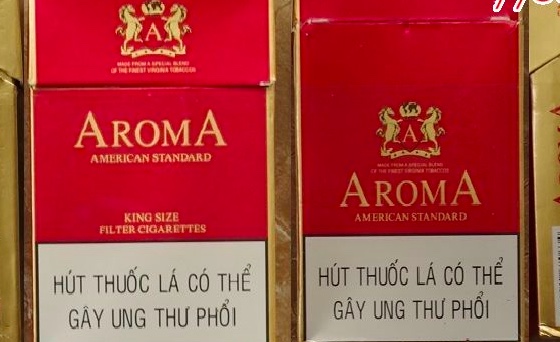 A
MADE FROM A SPECIAL BLEND
OF THE FINEST VIRGINIA TOBACCOS
AROMA
AMERICAN STANDARD
KING SIZE
FILTER CIGARETTES
HÚT THUỐC LÁ CÓ THỂ
GÂY UNG THƯ PHỔI
A
MADE FROM A SPECIAL BLEND
OF THE FINEST VIRGINIA TOBACCOS
AROMA
AMERICAN STANDARD
HÚT THUỐC LÁ CÓ THỂ
GÂY UNG THƯ PHỔI